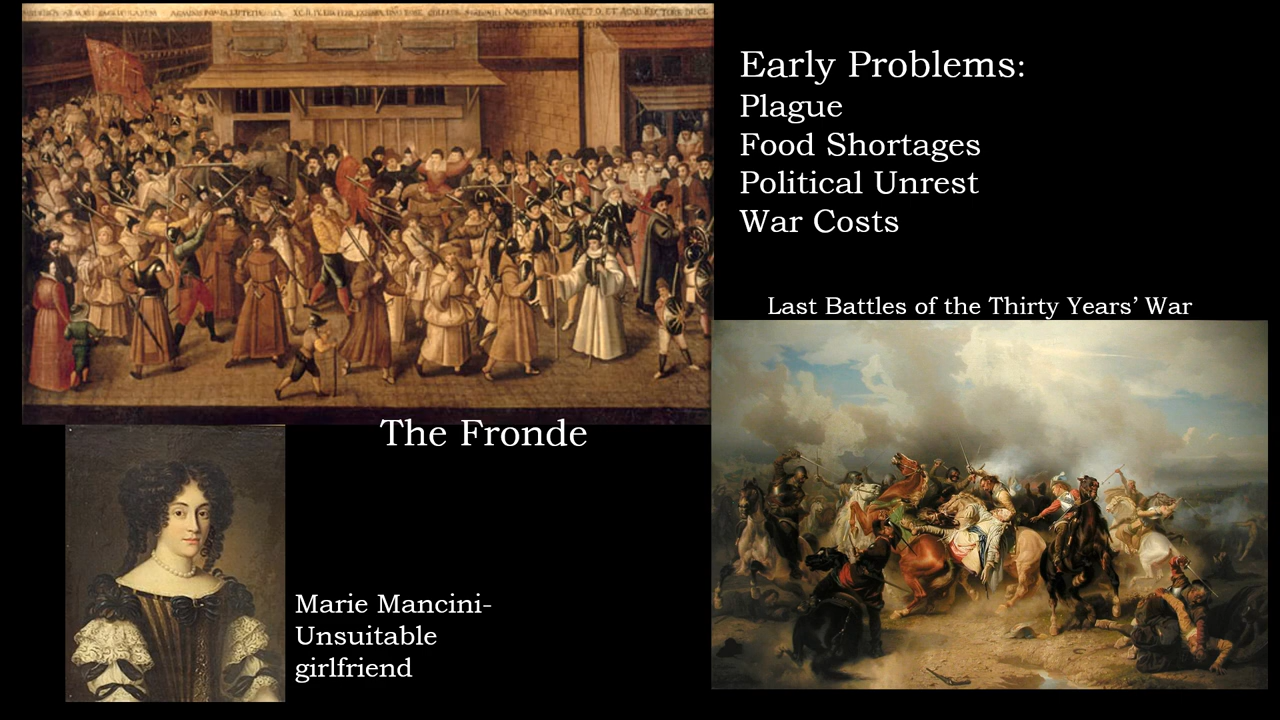 Early Problems:
Plague
Food Shortages
Political Unrest
War Costs
Last Battles of the Thirty Years’ War
The Fronde
Marie Mancini-
Unsuitable
girlfriend